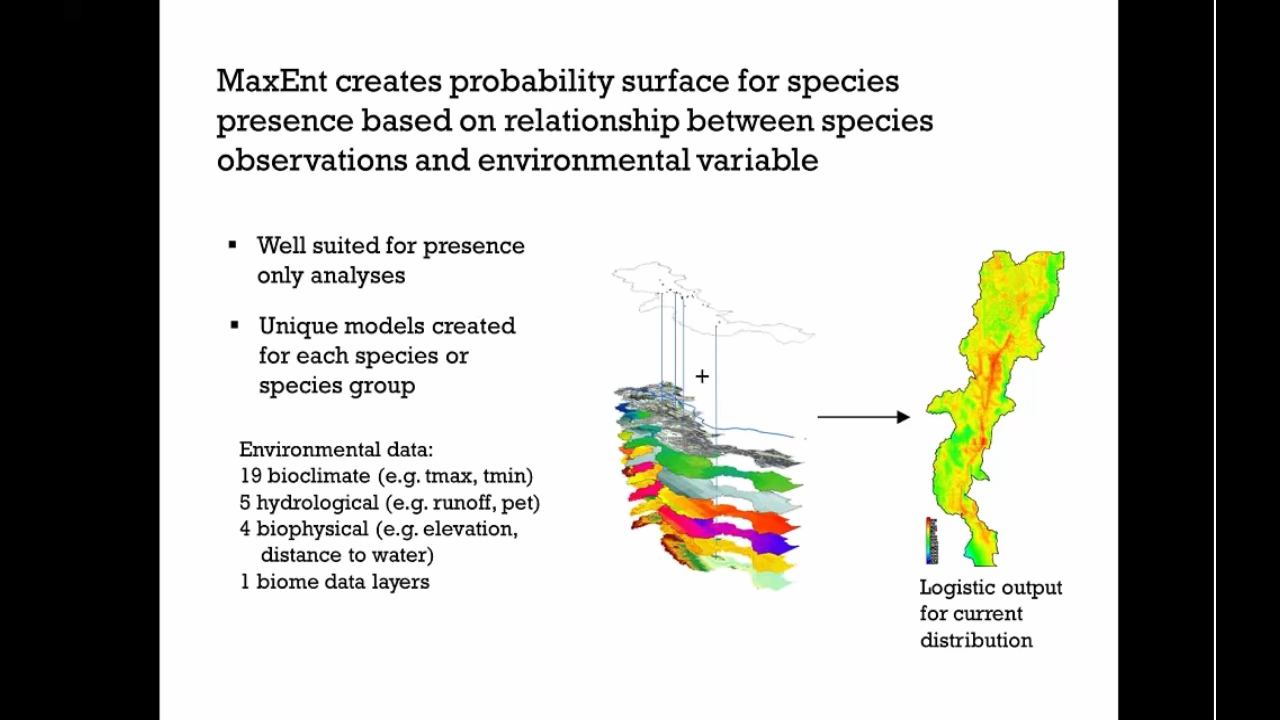 MaxEnt creates probability surface for species
presence based on relationship between species
observations and environmental variable
▪ Well suited for presence
only analyses
▪ Unique models created
for each species or
species group
Environmental data:
19 bioclimate (e.g. tmax, tmin)
5 hydrological (e.g. runoff, pet)
4 biophysical (e.g. elevation,
distance to water)
1 biome data layers
+
Logistic output
for current
distribution